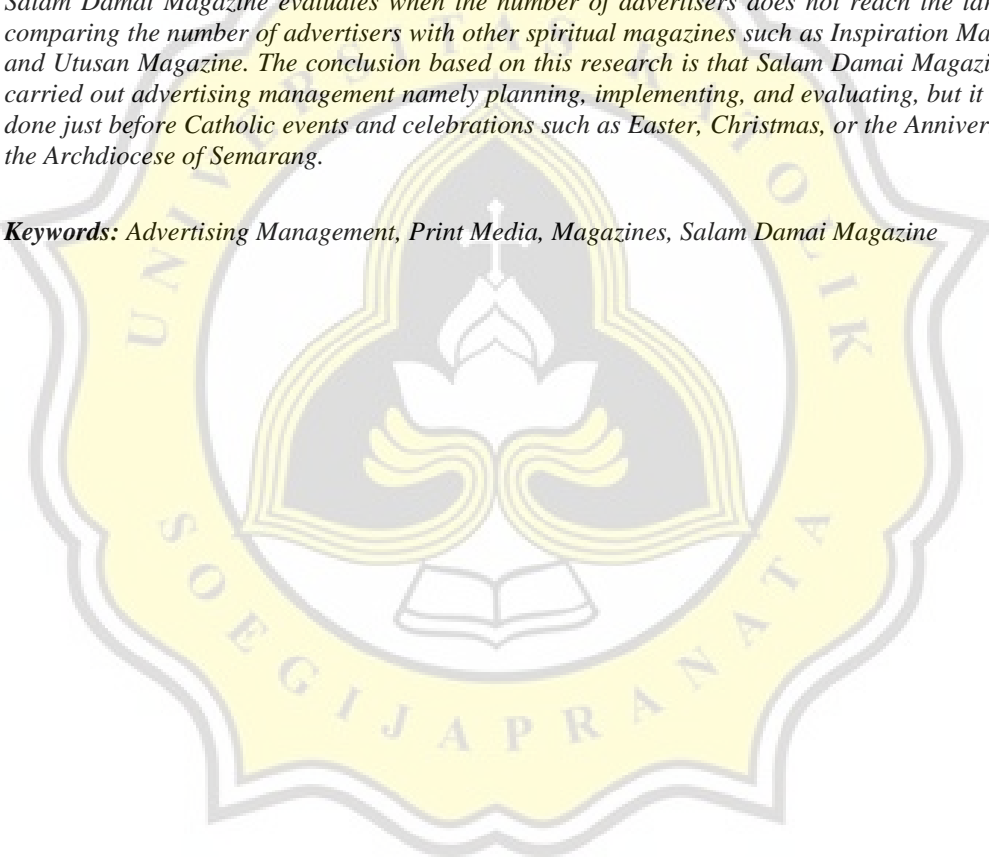 Salam Damai Magazine evaluates when the number of advertisers does not reach the
comparing the number of advertisers with other spiritual magazines such as Inspiration
and Utusan Magazine. The conclusion based on this research is that Salam Damai
carried out advertising management namely planning, implementing, and evaluating, but it
done just before Catholic events and celebrations such as Easter, Christmas, or the
the Archdiocese of Semarang.
Keywords: Advertising Management, Print Media, Magazines, Salam Damai Magazine
UNIVERSITAS KATOLIK
SOEGIJAPRANATA